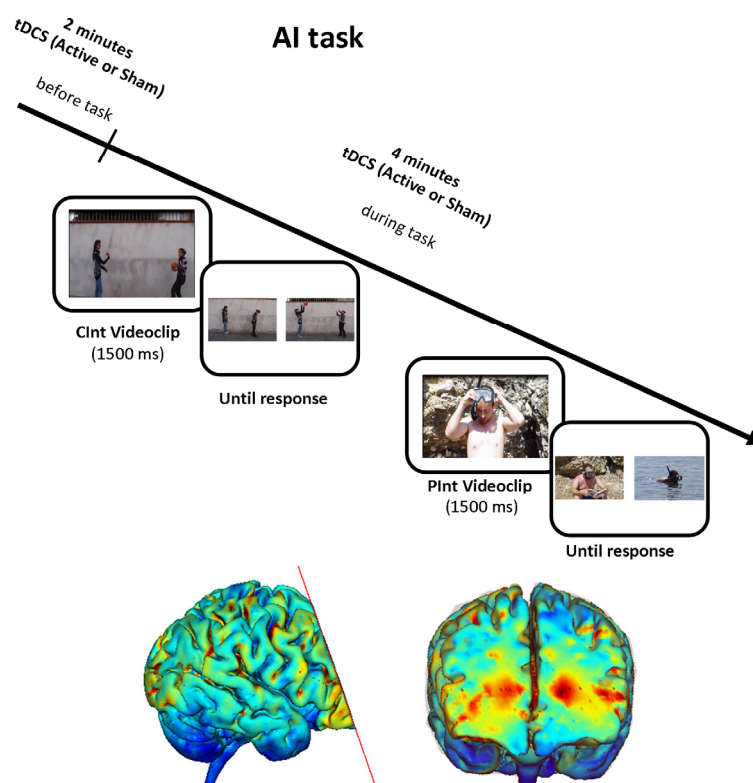 AI task
2 minutes
tDCS (Active or Sham)
before task
4 minutes
tDCS (Active or Sham)
during task
CInt Videoclip
(1500 ms)
Until response
PInt Videoclip
(1500 ms)
Until response